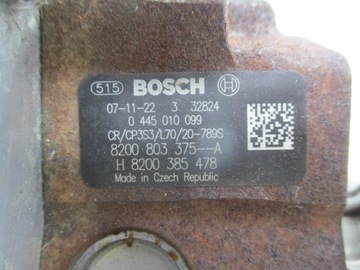 515 BOSCH
07-11-22 3 32824
0 445 010 099
CR/CP3S3/L70/20-789S
8200 803 375--A
H 8200 385 478
Made in Czech Republic